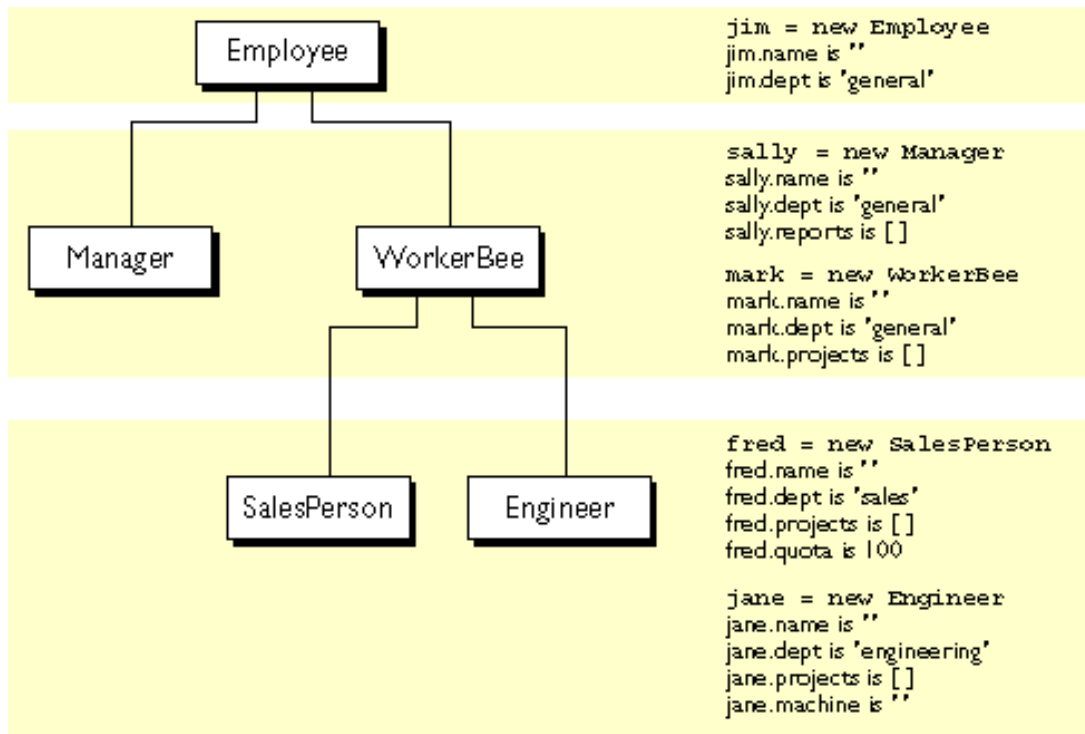 Employee
jim = new Employee
jim.name is ''
jim.dept is 'general'
Manager
WorkerBee
sally = new Manager
sally.name is ''
sally.dept is 'general'
sally.reports is [ ]
mark = new WorkerBee
mark.name is ''
mark.dept is 'general'
mark.projects is [ ]
SalesPerson
Engineer
fred = new SalesPerson
fred.name is ''
fred.dept is 'sales'
fred.projects is [ ]
fred.quota is 100
jane = new Engineer
jane.name is ''
jane.dept is 'engineering'
jane.projects is [ ]
jane.machine is ''